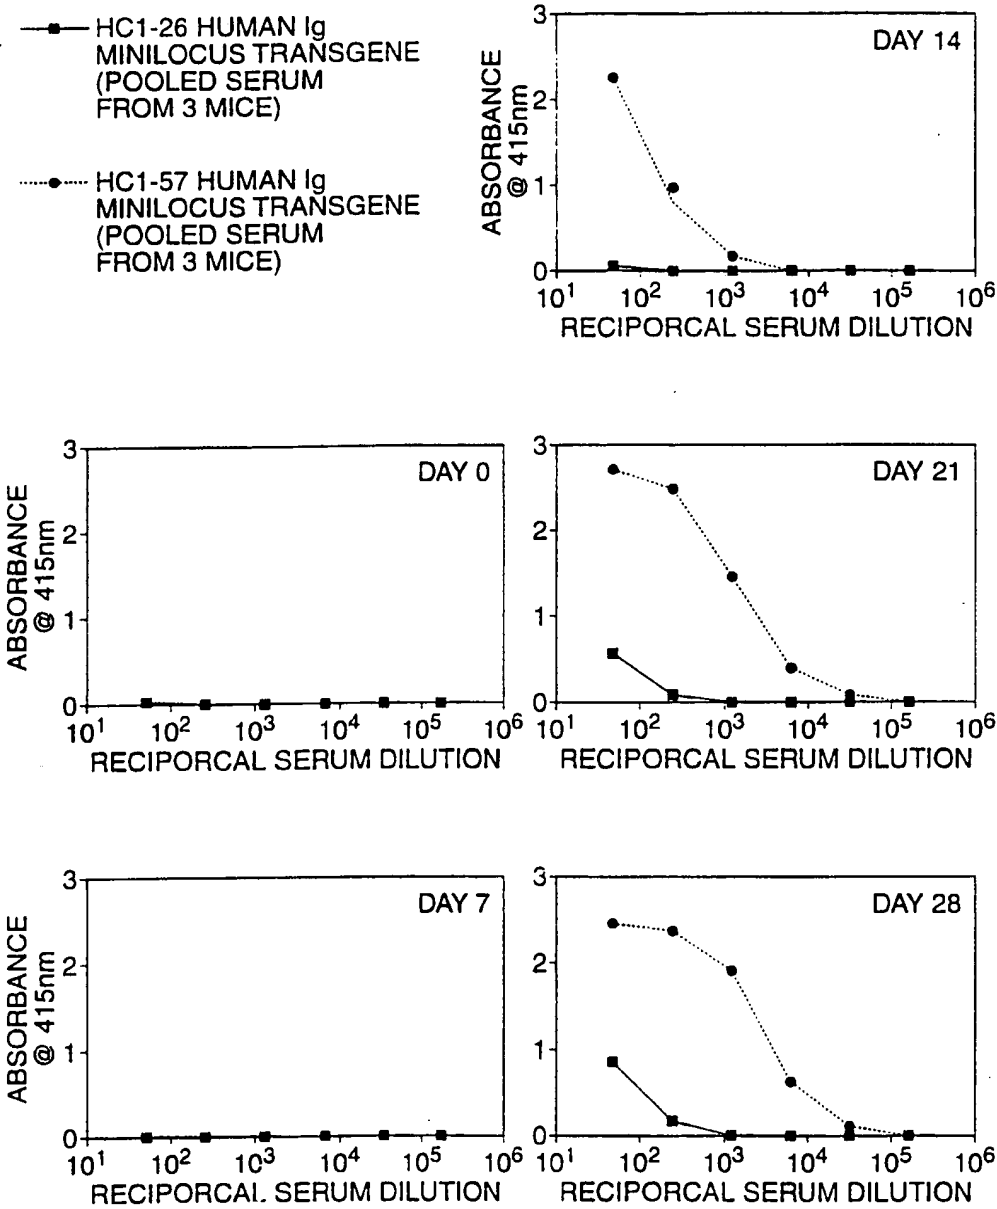 HC1-26 HUMAN Ig
MINILOCUS TRANSGENE
(POOLED SERUM
FROM 3 MICE)
HC1-57 HUMAN Ig
MINILOCUS TRANSGENE
(POOLED SERUM
FROM 3 MICE)
DAY 14
ABSORBANCE
@ 415nm
3
2
1
0
10¹ 10² 10³ 10⁴ 10⁵ 10⁶
RECIPORCAL SERUM DILUTION
DAY 0
ABSORBANCE
@ 415nm
3
2
1
0
10¹ 10² 10³ 10⁴ 10⁵ 10⁶
RECIPORCAL SERUM DILUTION
DAY 21
3
2
1
0
10¹ 10² 10³ 10⁴ 10⁵ 10⁶
RECIPORCAL SERUM DILUTION
DAY 7
ABSORBANCE
@ 415nm
3
2
1
0
10¹ 10² 10³ 10⁴ 10⁵ 10⁶
RECIPORCAL SERUM DILUTION
DAY 28
3
2
1
0
10¹ 10² 10³ 10⁴ 10⁵ 10⁶
RECIPORCAL SERUM DILUTION